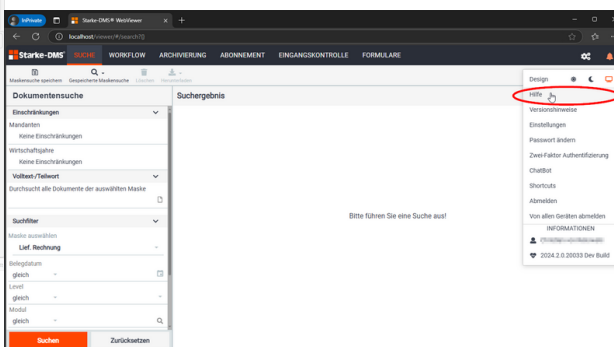 InPrivate
Starke-DMS® WebViewer
localhost/viewer/#/search?()
Starke-DMS® SUCHE WORKFLOW ARCHIVIERUNG ABONNEMENT EINGANGSKONTROLLE FORMULARE
Maskensuche speichern Gespeicherte Maskensuche Löschen Herunterladen
Dokumentensuche
Suchergebnis
Einschränkungen
Mandanten
Keine Einschränkungen
Wirtschaftsjahre
Keine Einschränkungen
Volltext-/Teilwort
Durchsucht alle Dokumente der auswählten Maske
Suchfilter
Maske auswählen
Lief. Rechnung
Belegdatum
gleich
Level
gleich
Modul
gleich
Suchen Zurücksetzen
Bitte führen Sie eine Suche aus!
Design
Hilfe
Versionshinweise
Einstellungen
Passwort ändern
Zwei-Faktor Authentifizierung
ChatBot
Shortcuts
Abmelden
Von allen Geräten abmelden
INFORMATIONEN
2024.2.0.20033 Dev Build